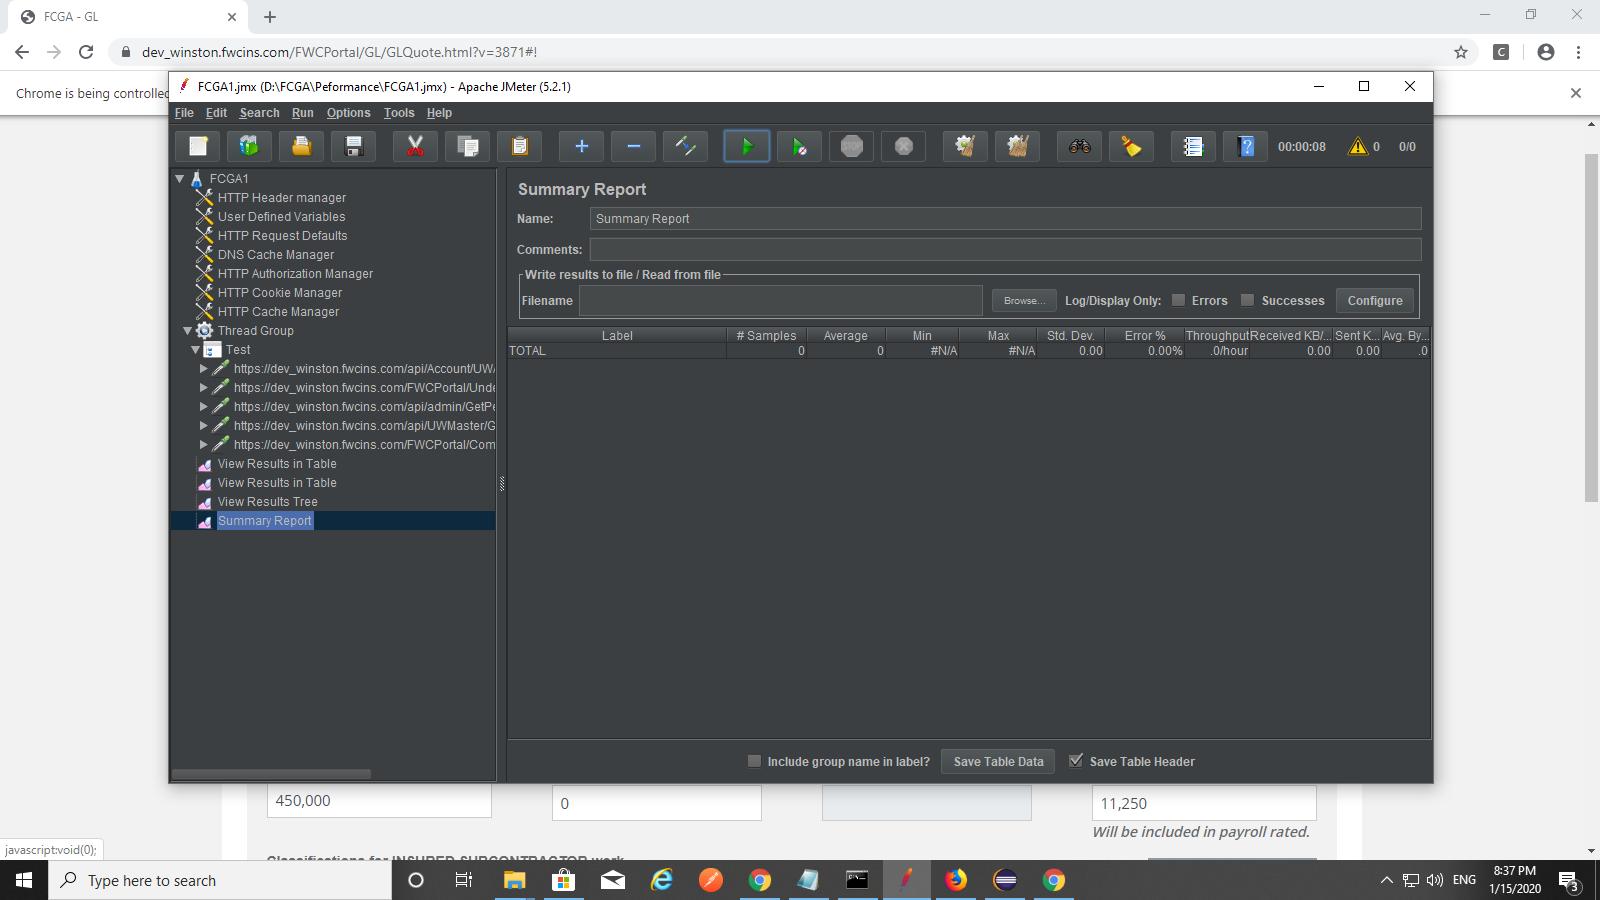 FCGA - GL
dev_winston.fwcins.com/FWCPortal/GL/GLQuote.html?v=3871#!
C
Chrome is being controlled
FCGA1.jmx (D:\FCGA\Peformance\FCGA1.jmx) - Apache JMeter (5.2.1)
File Edit Search Run Options Tools Help
STOP
?
00:00:08
0
0/0
FCGA1
HTTP Header manager
User Defined Variables
HTTP Request Defaults
DNS Cache Manager
HTTP Authorization Manager
HTTP Cookie Manager
HTTP Cache Manager
Thread Group
Test
https://dev_winston.fwcins.com/api/Account/UW
https://dev_winston.fwcins.com/FWCPortal/Unde
https://dev_winston.fwcins.com/api/admin/GetPe
https://dev_winston.fwcins.com/api/UWMaster/G
https://dev_winston.fwcins.com/FWCPortal/Com
View Results in Table
View Results in Table
View Results Tree
Summary Report
Summary Report
Name: Summary Report
Comments:
Write results to file / Read from file
Filename Browse... Log/Display Only: Errors Successes Configure
Label # Samples Average Min Max Std. Dev. Error % Throughput Received KB/... Sent K... Avg. By...
TOTAL 0 0 #N/A #N/A 0.00 0.00% .0/hour 0.00 0.00 .0
Include group name in label? Save Table Data Save Table Header
450,000 0 11,250
Will be included in payroll rated.
Classifications for INSURED SUBCONTRACTOR work
javascript:void(0);
Type here to search
ENG
8:37 PM
1/15/2020
3